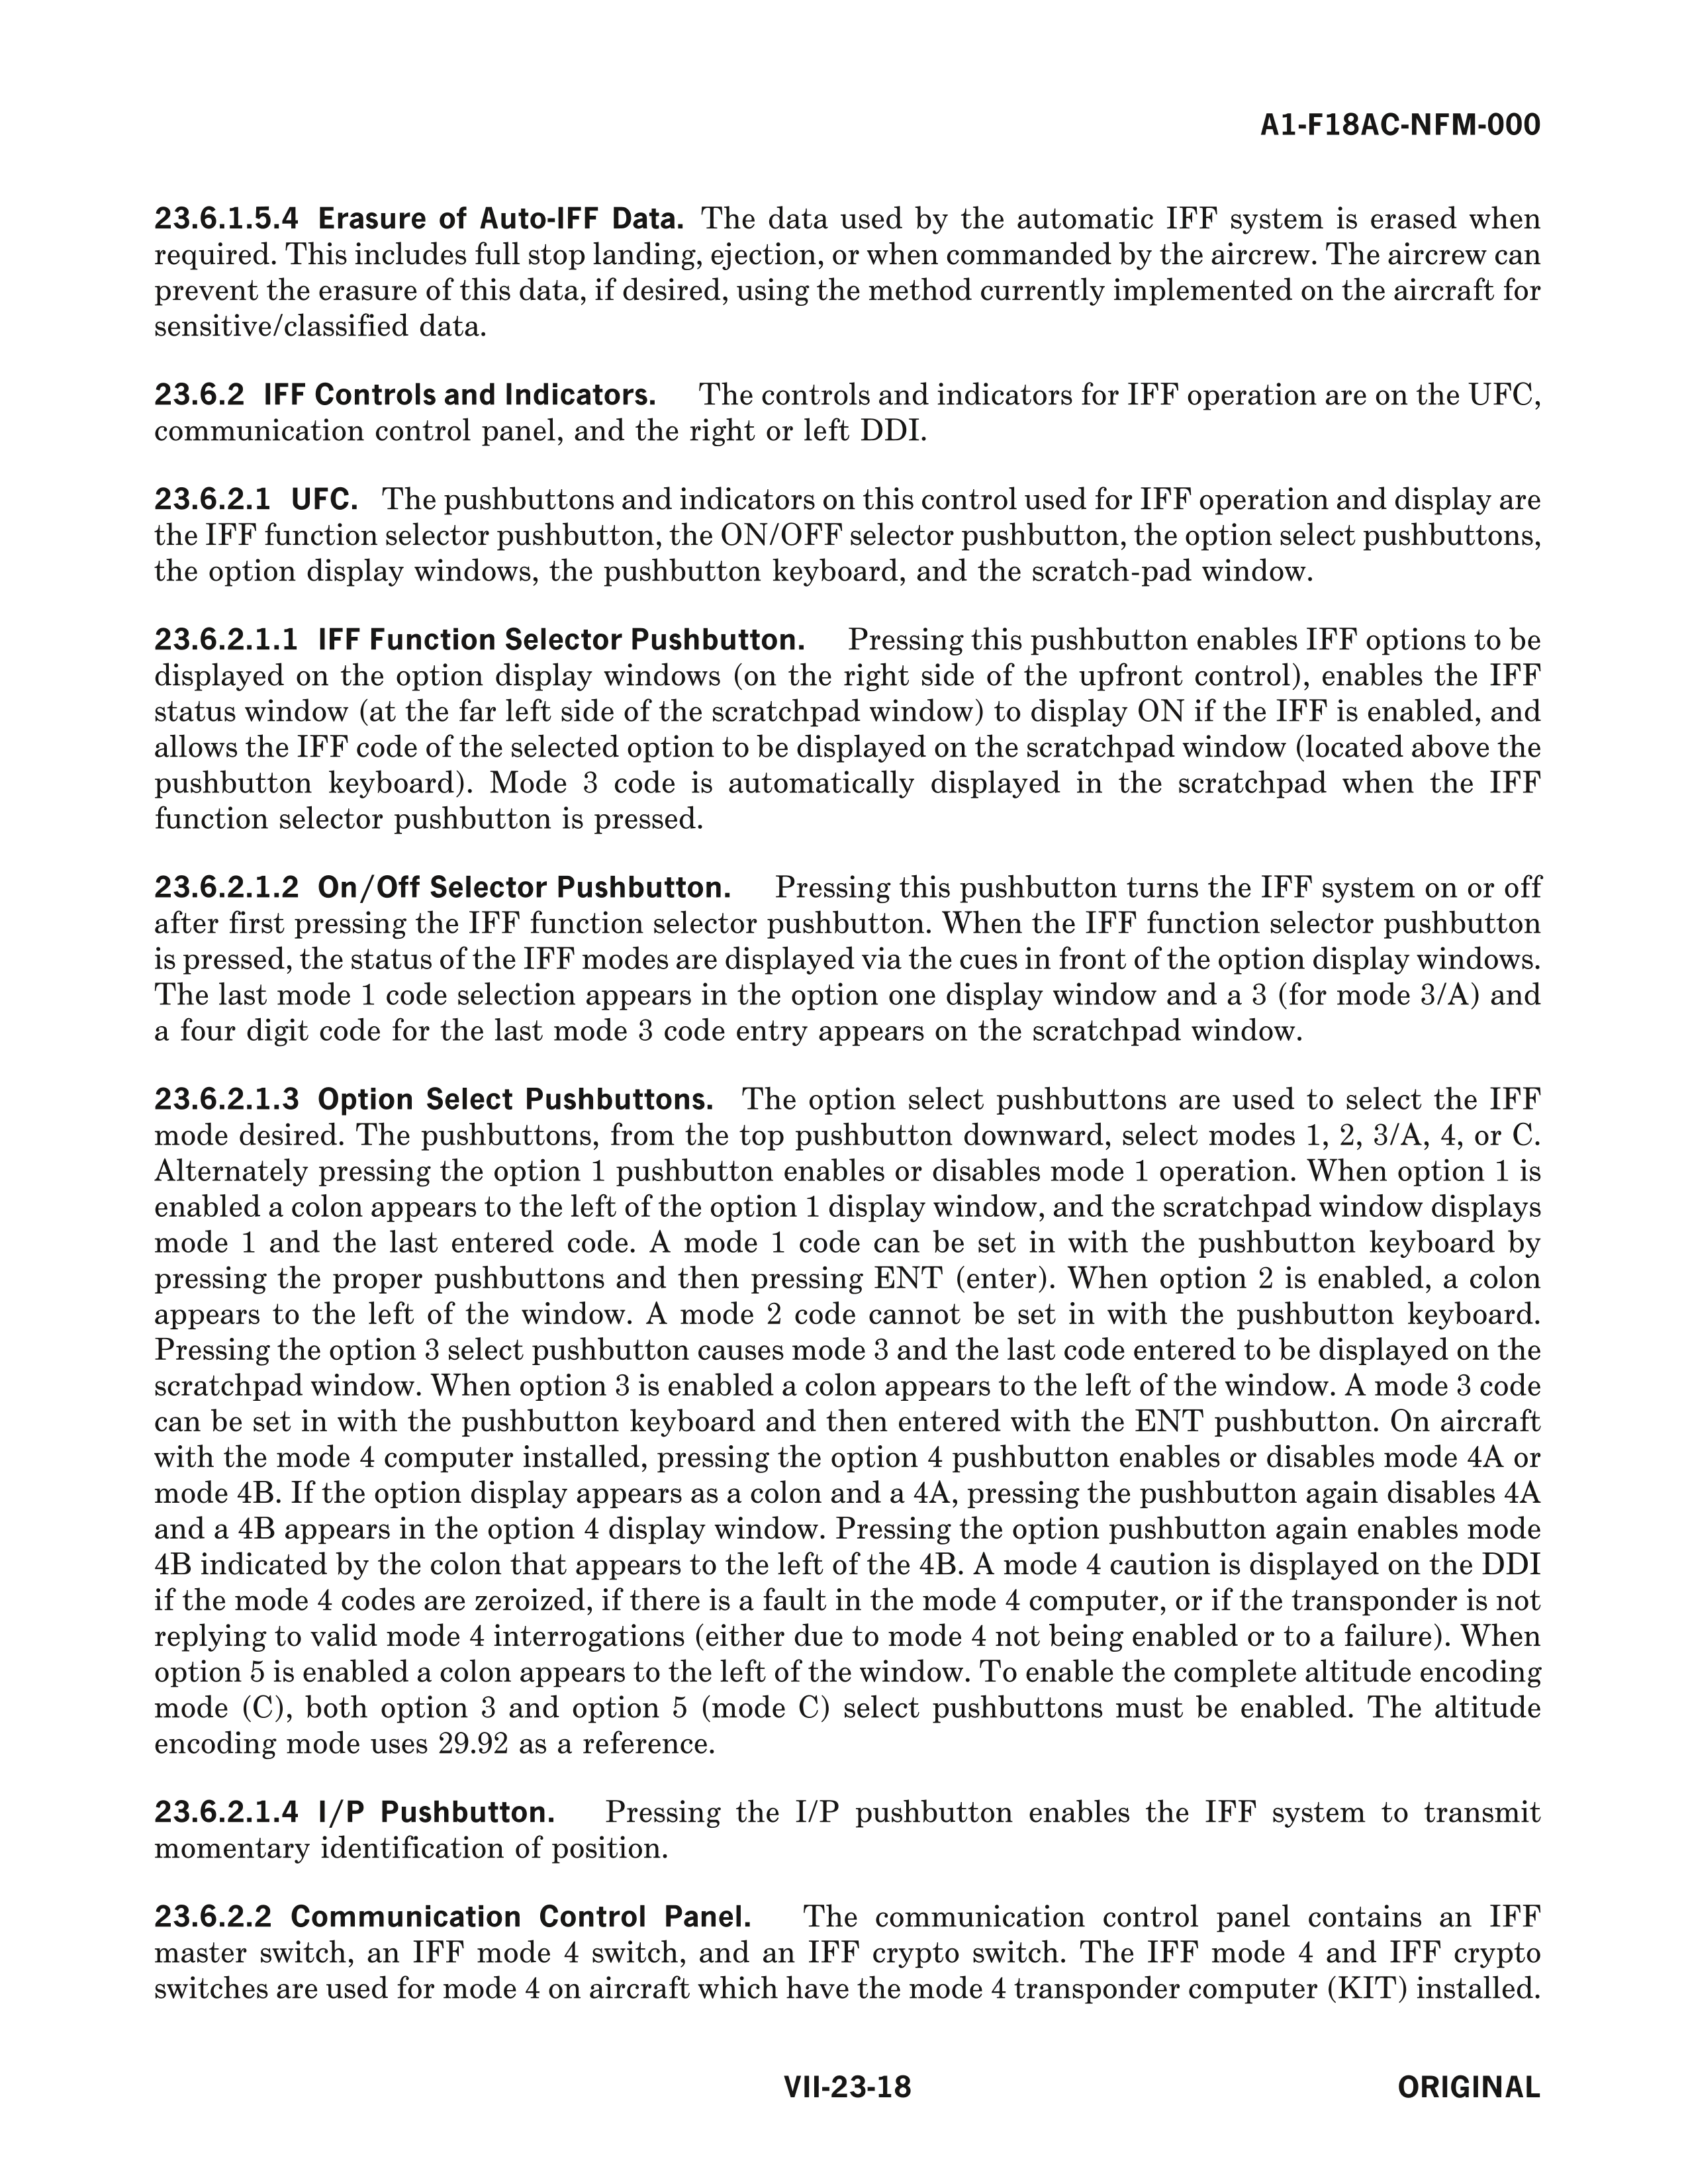 A1-F18AC-NFM-000
23.6.1.5.4 Erasure of Auto-IFF Data. The data used by the automatic IFF system is erased when
required. This includes full stop landing, ejection, or when commanded by the aircrew. The aircrew can
prevent the erasure of this data, if desired, using the method currently implemented on the aircraft for
sensitive/classified data.
23.6.2 IFF Controls and Indicators. The controls and indicators for IFF operation are on the UFC,
communication control panel, and the right or left DDI.
23.6.2.1 UFC. The pushbuttons and indicators on this control used for IFF operation and display are
the IFF function selector pushbutton, the ON/OFF selector pushbutton, the option select pushbuttons,
the option display windows, the pushbutton keyboard, and the scratch-pad window.
23.6.2.1.1 IFF Function Selector Pushbutton. Pressing this pushbutton enables IFF options to be
displayed on the option display windows (on the right side of the upfront control), enables the IFF
status window (at the far left side of the scratchpad window) to display ON if the IFF is enabled, and
allows the IFF code of the selected option to be displayed on the scratchpad window (located above the
pushbutton keyboard). Mode 3 code is automatically displayed in the scratchpad when the IFF
function selector pushbutton is pressed.
23.6.2.1.2 On/Off Selector Pushbutton. Pressing this pushbutton turns the IFF system on or off
after first pressing the IFF function selector pushbutton. When the IFF function selector pushbutton
is pressed, the status of the IFF modes are displayed via the cues in front of the option display windows.
The last mode 1 code selection appears in the option one display window and a 3 (for mode 3/A) and
a four digit code for the last mode 3 code entry appears on the scratchpad window.
23.6.2.1.3 Option Select Pushbuttons. The option select pushbuttons are used to select the IFF
mode desired. The pushbuttons, from the top pushbutton downward, select modes 1, 2, 3/A, 4, or C.
Alternately pressing the option 1 pushbutton enables or disables mode 1 operation. When option 1 is
enabled a colon appears to the left of the option 1 display window, and the scratchpad window displays
mode 1 and the last entered code. A mode 1 code can be set in with the pushbutton keyboard by
pressing the proper pushbuttons and then pressing ENT (enter). When option 2 is enabled, a colon
appears to the left of the window. A mode 2 code cannot be set in with the pushbutton keyboard.
Pressing the option 3 select pushbutton causes mode 3 and the last code entered to be displayed on the
scratchpad window. When option 3 is enabled a colon appears to the left of the window. A mode 3 code
can be set in with the pushbutton keyboard and then entered with the ENT pushbutton. On aircraft
with the mode 4 computer installed, pressing the option 4 pushbutton enables or disables mode 4A or
mode 4B. If the option display appears as a colon and a 4A, pressing the pushbutton again disables 4A
and a 4B appears in the option 4 display window. Pressing the option pushbutton again enables mode
4B indicated by the colon that appears to the left of the 4B. A mode 4 caution is displayed on the DDI
if the mode 4 codes are zeroized, if there is a fault in the mode 4 computer, or if the transponder is not
replying to valid mode 4 interrogations (either due to mode 4 not being enabled or to a failure). When
option 5 is enabled a colon appears to the left of the window. To enable the complete altitude encoding
mode (C), both option 3 and option 5 (mode C) select pushbuttons must be enabled. The altitude
encoding mode uses 29.92 as a reference.
23.6.2.1.4 I/P Pushbutton. Pressing the I/P pushbutton enables the IFF system to transmit
momentary identification of position.
23.6.2.2 Communication Control Panel. The communication control panel contains an IFF
master switch, an IFF mode 4 switch, and an IFF crypto switch. The IFF mode 4 and IFF crypto
switches are used for mode 4 on aircraft which have the mode 4 transponder computer (KIT) installed.
VII-23-18
ORIGINAL